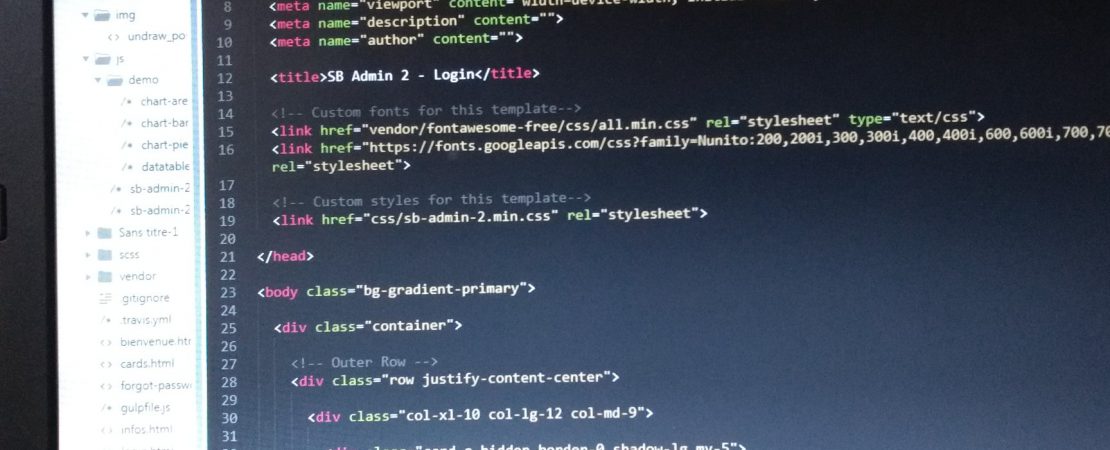 img
undraw_po
js
demo
chart-are
chart-bar
chart-pie
datatable
sb-admin-2
sb-admin-2
Sans titre-1
scss
vendor
.gitignore
.travis.yml
bienvenue.htm
cards.html
forgot-passw
gulpfile.js
infos.html
8 <meta name="viewport" content="width=device-width,
9 <meta name="description" content="">
10 <meta name="author" content="">
11
12 <title>SB Admin 2 - Login</title>
13
14 <!-- Custom fonts for this template-->
15 <link href="vendor/fontawesome-free/css/all.min.css" rel="stylesheet" type="text/css">
16 <link href="https://fonts.googleapis.com/css?family=Nunito:200,200i,300,300i,400,400i,600,600i,700,70
rel="stylesheet">
17
18 <!-- Custom styles for this template-->
19 <link href="css/sb-admin-2.min.css" rel="stylesheet">
20
21 </head>
22
23 <body class="bg-gradient-primary">
24
25 <div class="container">
26
27 <!-- Outer Row -->
28 <div class="row justify-content-center">
29
30 <div class="col-xl-10 col-lg-12 col-md-9">
31